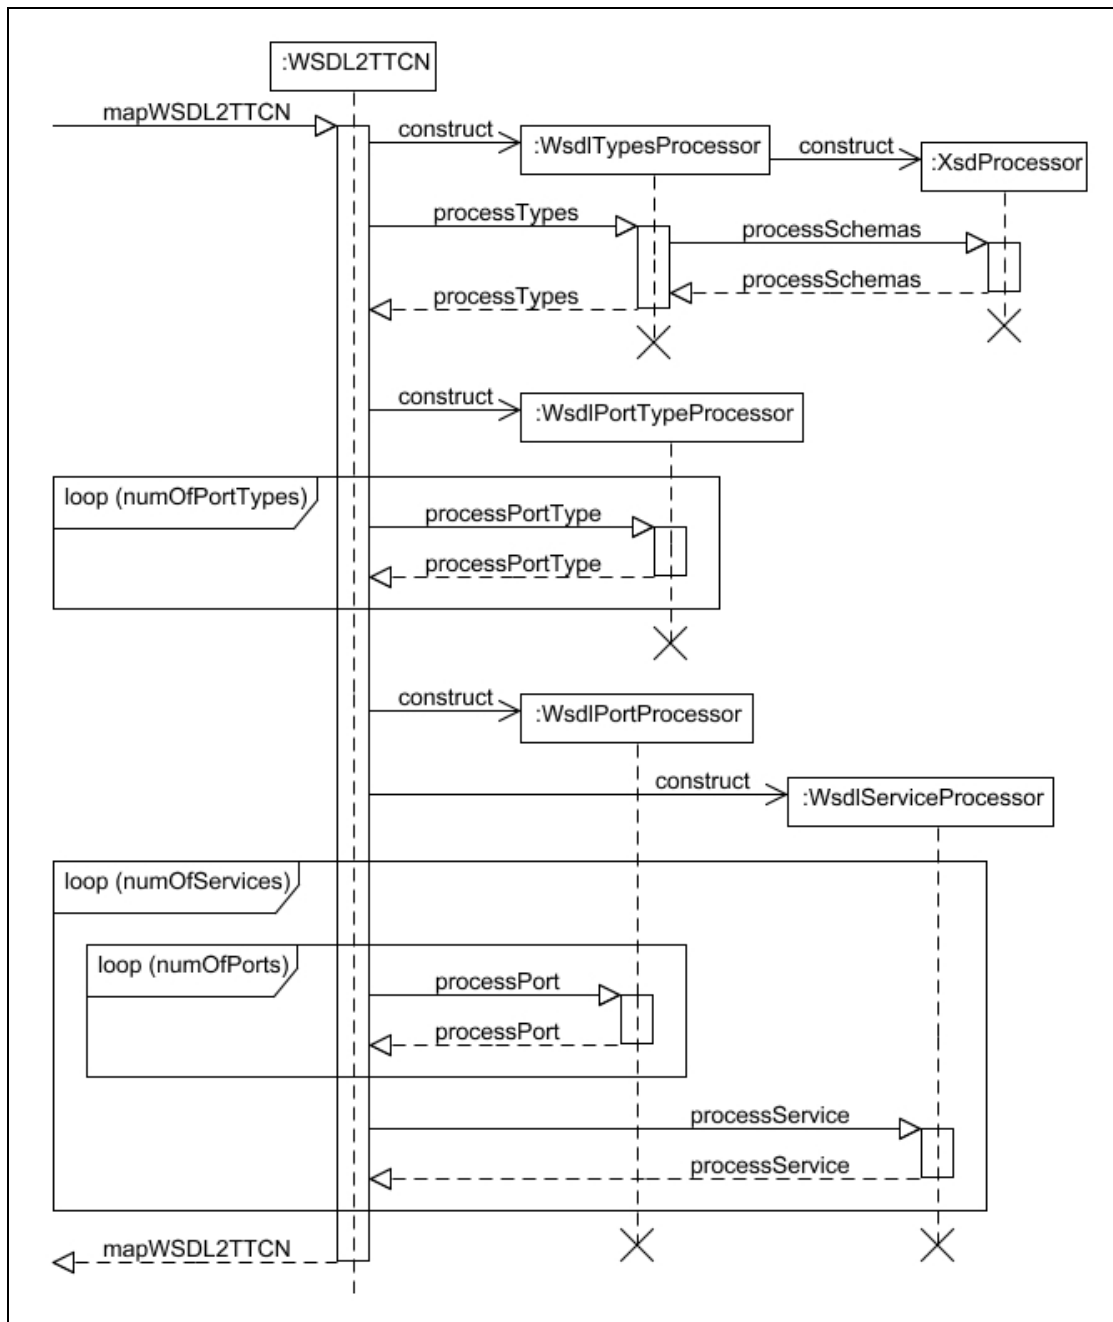 :WSDL2TTCN
mapWSDL2TTCN
construct
:WsdlTypesProcessor
construct
:XsdProcessor
processTypes
processSchemas
processTypes
processSchemas
construct
:WsdlPortTypeProcessor
loop (numOfPortTypes)
processPortType
processPortType
construct
:WsdlPortProcessor
construct
:WsdlServiceProcessor
loop (numOfServices)
loop (numOfPorts)
processPort
processPort
processService
processService
mapWSDL2TTCN